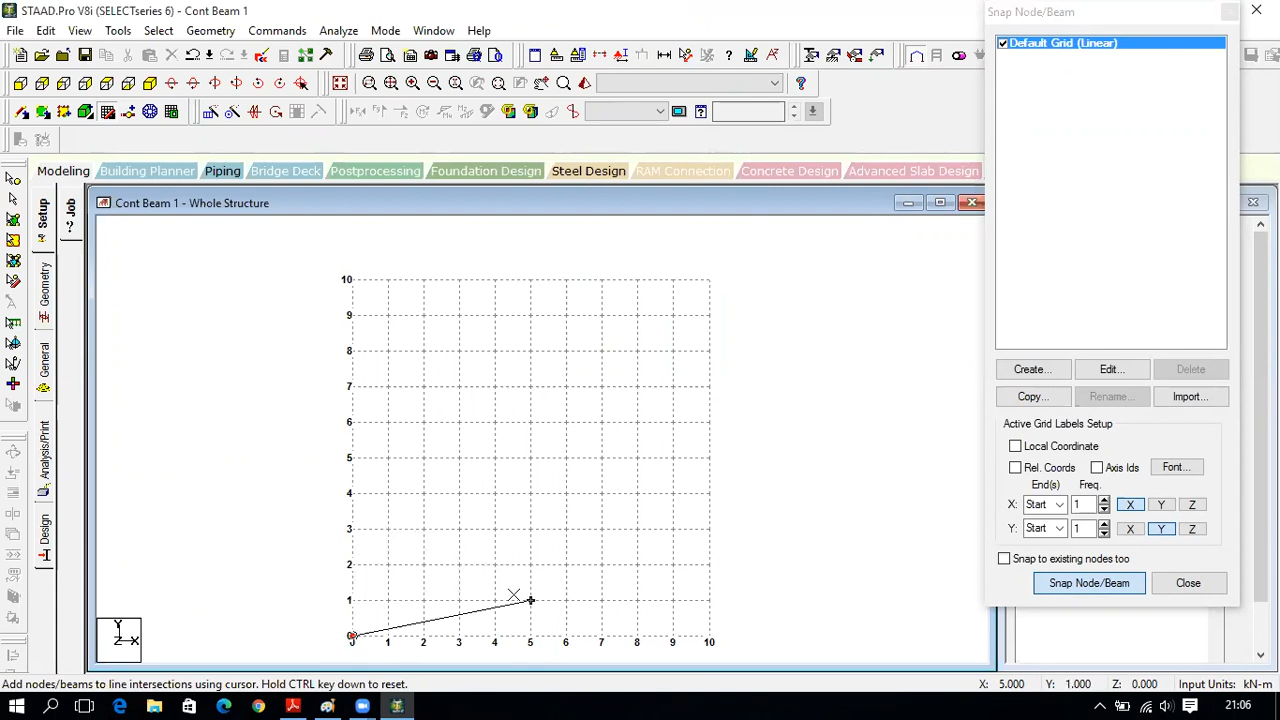 STAAD.Pro V8i (SELECTseries 6) - Cont Beam 1
Snap Node/Beam
File Edit View Tools Select Geometry Commands Analyze Mode Window Help
Default Grid (Linear)
Modeling Building Planner Piping Bridge Deck Postprocessing Foundation Design Steel Design RAM Connection Concrete Design Advanced Slab Design
Cont Beam 1 - Whole Structure
Job
Setup
Geometry
General
Analysis/Print
Design
10
9
8
7
6
5
4
3
2
1
0
0 1 2 3 4 5 6 7 8 9 10
Y
Z X
Create... Edit... Delete
Copy... Rename... Import...
Active Grid Labels Setup
Local Coordinate
Rel. Coords Axis Ids Font...
End(s) Freq.
X: Start 1 X Y Z
Y: Start 1 X Y Z
Snap to existing nodes too
Snap Node/Beam Close
Add nodes/beams to line intersections using cursor. Hold CTRL key down to reset. X: 5.000 Y: 1.000 Z: 0.000 Input Units: kN-m
21:06